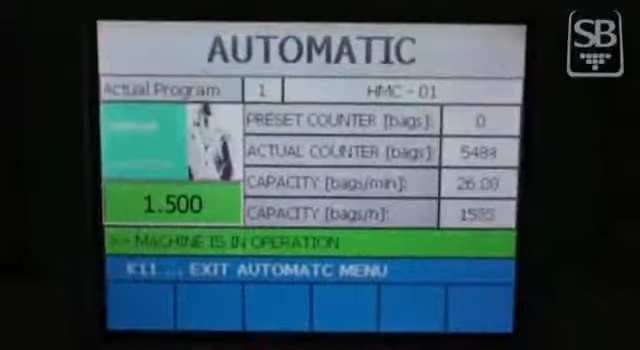 SB
AUTOMATIC
Actual Program 1 HMC - 01
PRESET COUNTER [bags]: 0
ACTUAL COUNTER [bags]:
CAPACITY [bags/min]: 26.00
CAPACITY [bags/h]:
1.500
>> MACHINE IS IN OPERATION
K11 ... EXIT AUTOMATC MENU